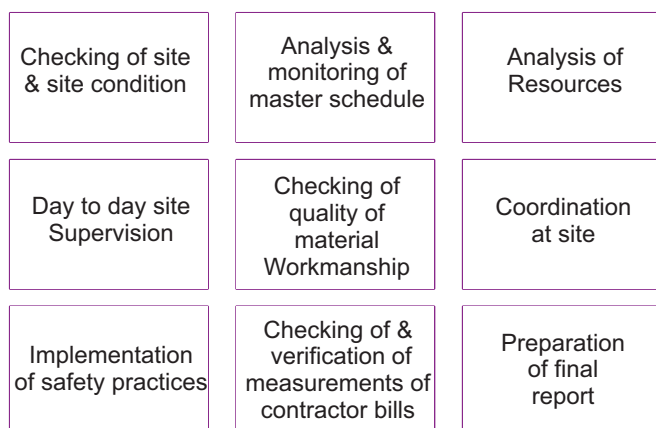 Checking of site
& site condition
Analysis &
monitoring of
master schedule
Analysis of
Resources
Day to day site
Supervision
Checking of
quality of
material
Workmanship
Coordination
at site
Implementation
of safety practices
Checking of &
verification of
measurements of
contractor bills
Preparation
of final
report